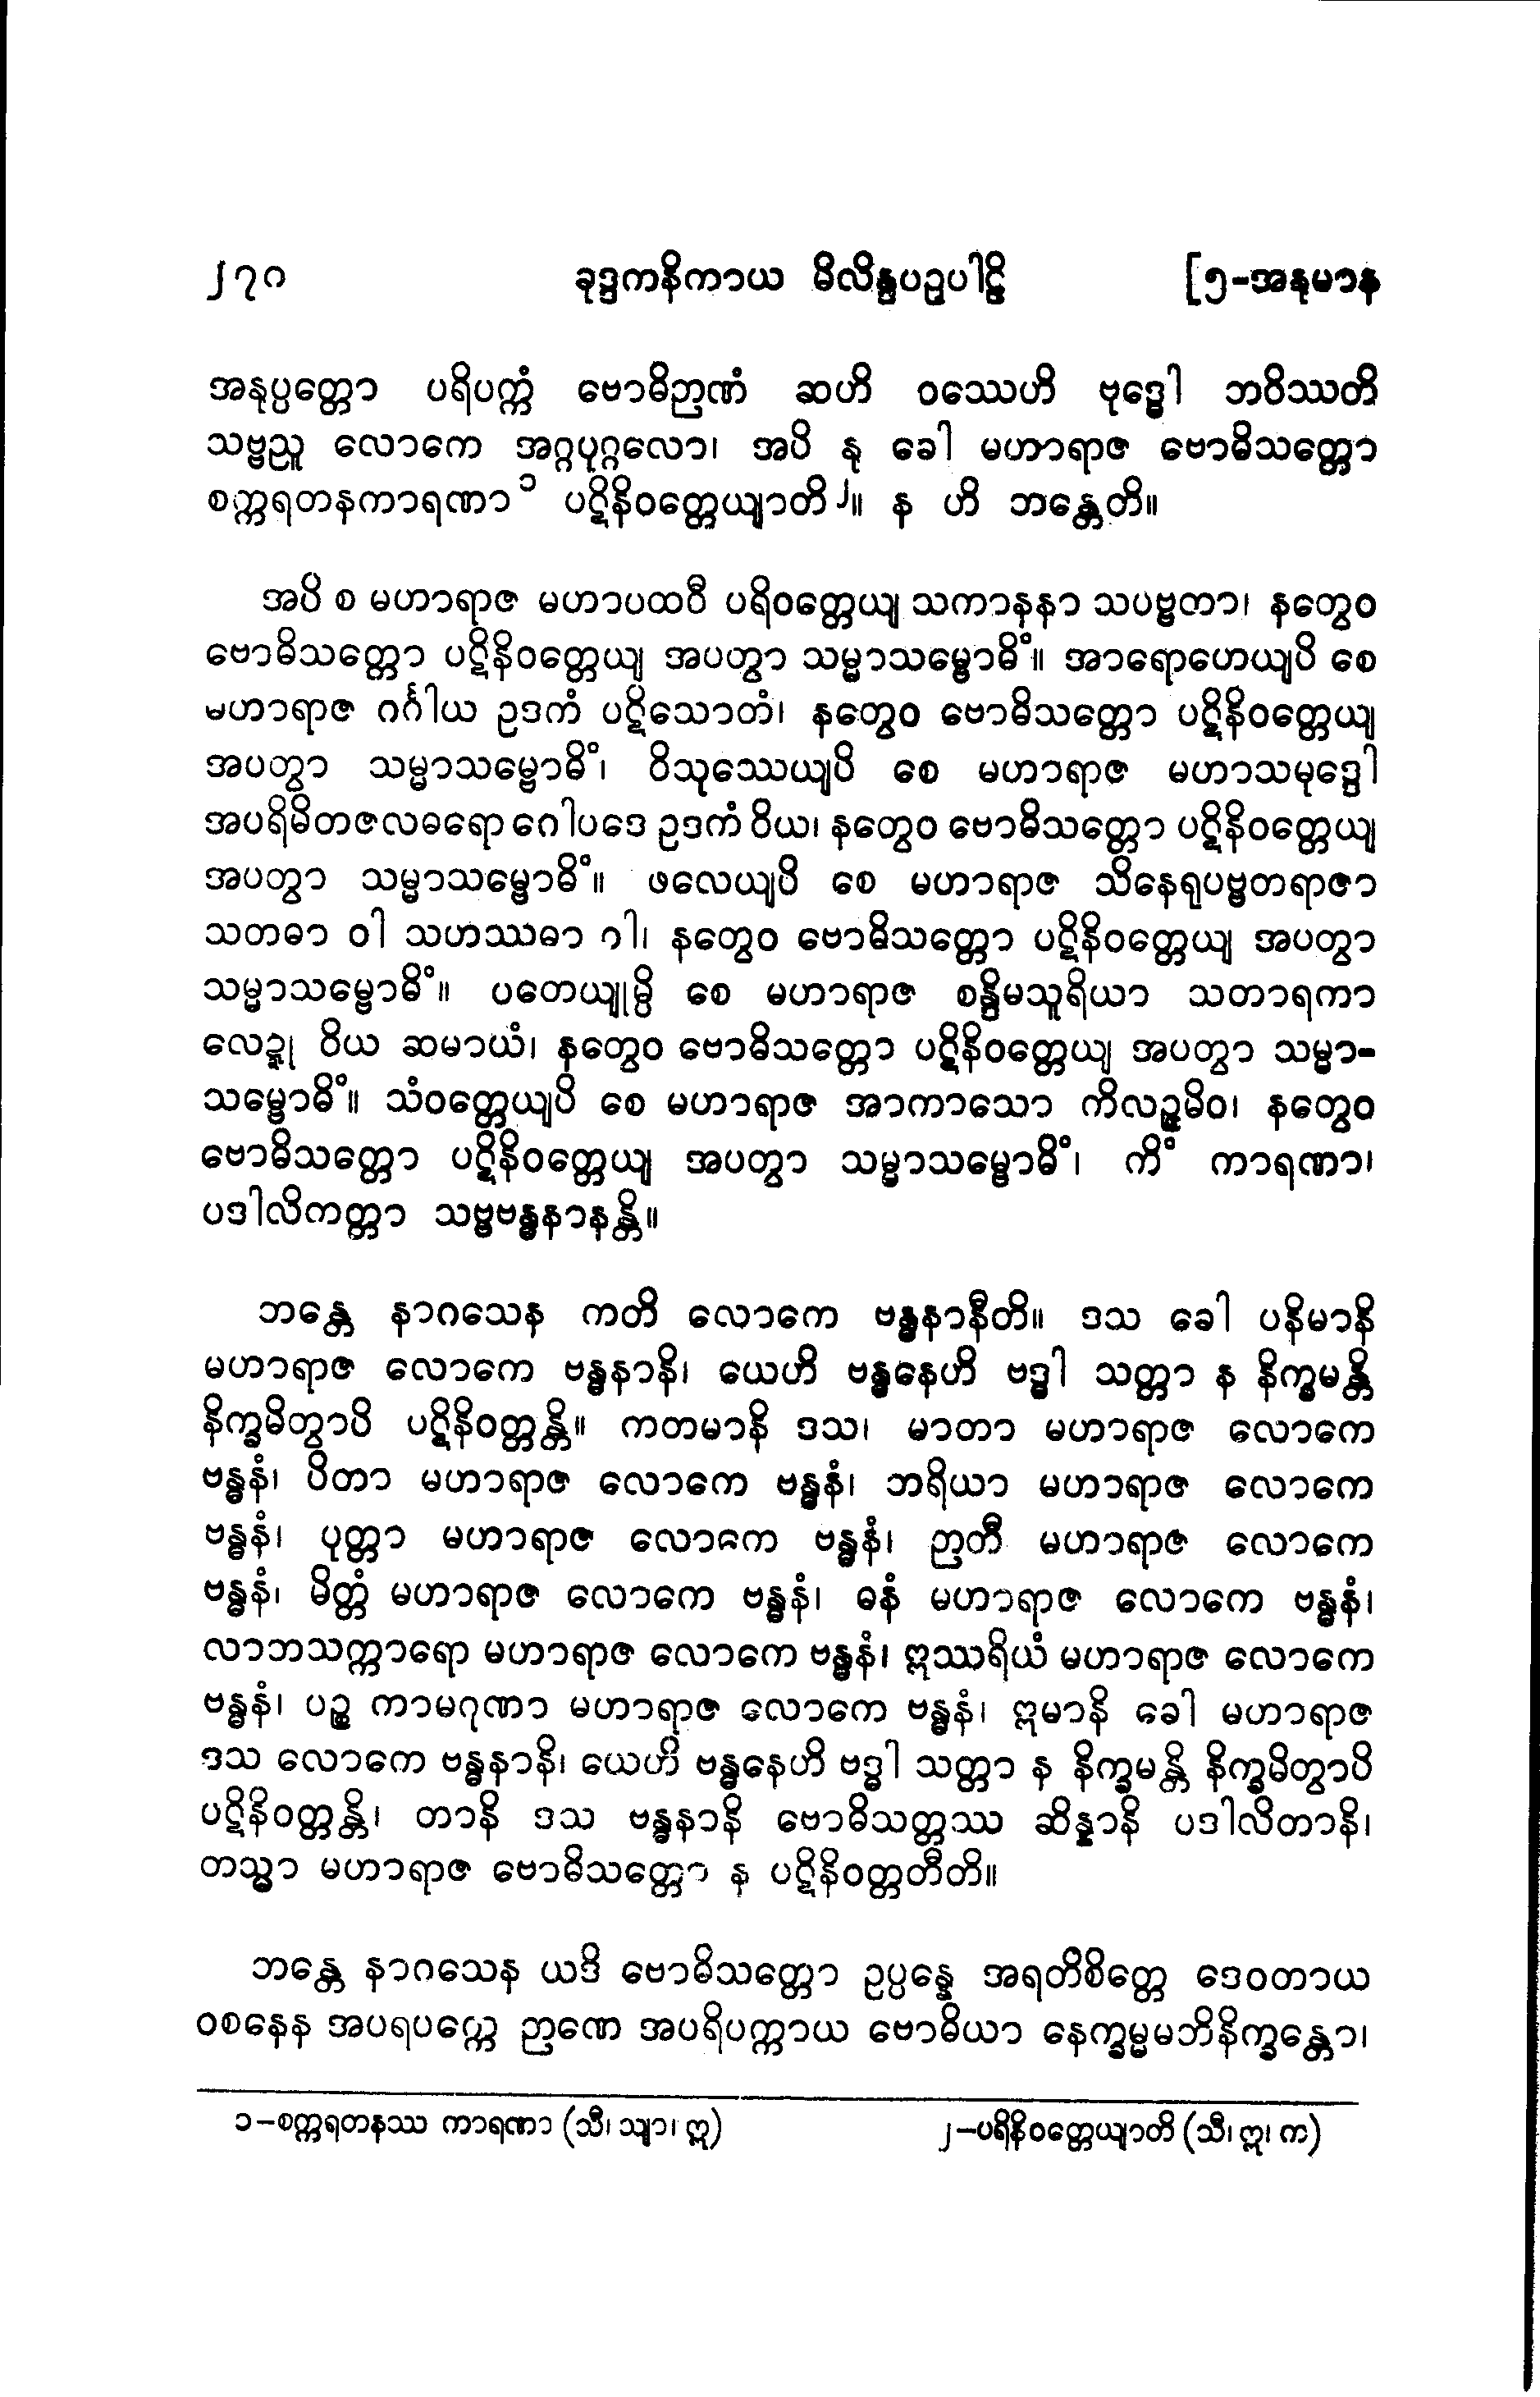 ၂၇၀ ခုဒ္ဒကနိကာယ မိလိန္ဒပဉှပါဠိ [၅-အနုမာန
အနုပ္ပတ္တော ပရိပက္ကံ ဗောဓိဉာဏံ ဆဟိ ဝဿေဟိ ဗုဒ္ဓေါ ဘဝိဿတိ
သဗ္ဗညူ လောကေ အဂ္ဂပုဂ္ဂလော၊ အပိ နု ခေါ မဟာရာဇ ဗောဓိသတ္တော
စက္ကရတနကာရဏာ ၁ ပဋိနိဝတ္တေယျာတိ ၂။ န ဟိ ဘန္တေတိ။
အပိ စ မဟာရာဇ မဟာပထဝီ ပရိဝတ္တေယျ သကာနနာ သပဗ္ဗတာ၊ နတွေဝ
ဗောဓိသတ္တော ပဋိနိဝတ္တေယျ အပတွာ သမ္မာသမ္ဗောဓိံ။ အာရောဟေယျပိ စေ
မဟာရာဇ ဂင်္ဂါယ ဥဒကံ ပဋိသောတံ၊ နတွေဝ ဗောဓိသတ္တော ပဋိနိဝတ္တေယျ
အပတွာ သမ္မာသမ္ဗောဓိံ၊ ဝိသုဿေယျပိ စေ မဟာရာဇ မဟာသမုဒ္ဒေါ
အပရိမိတဇလဓရော ဂေါပဒေ ဥဒကံ ဝိယ၊ နတွေဝ ဗောဓိသတ္တော ပဋိနိဝတ္တေယျ
အပတွာ သမ္မာသမ္ဗောဓိံ။ ဖလေယျပိ စေ မဟာရာဇ သိနေရုပဗ္ဗတရာဇာ
သတဓာ ဝါ သဟဿဓာ ဝါ၊ နတွေဝ ဗောဓိသတ္တော ပဋိနိဝတ္တေယျ အပတွာ
သမ္မာသမ္ဗောဓိံ။ ပတေယျုမ္ပိ စေ မဟာရာဇ စန္ဒိမသူရိယာ သတာရကာ
လေဍ္ဍု ဝိယ ဆမာယံ၊ နတွေဝ ဗောဓိသတ္တော ပဋိနိဝတ္တေယျ အပတွာ သမ္မာ-
သမ္ဗောဓိံ။ သံဝတ္တေယျပိ စေ မဟာရာဇ အာကာသော ကိလဉ္ဇမိဝ၊ နတွေဝ
ဗောဓိသတ္တော ပဋိနိဝတ္တေယျ အပတွာ သမ္မာသမ္ဗောဓိံ၊ ကိံ ကာရဏာ၊
ပဒါလိကတ္တာ သဗ္ဗဗန္ဓနာနန္တိ။
ဘန္တေ နာဂသေန ကတိ လောကေ ဗန္ဓနာနီတိ။ ဒသ ခေါ ပနိမာနိ
မဟာရာဇ လောကေ ဗန္ဓနာနိ၊ ယေဟိ ဗန္ဓနေဟိ ဗဒ္ဓါ သတ္တာ န နိက္ခမန္တိ
နိက္ခမိတွာပိ ပဋိနိဝတ္တန္တိ။ ကတမာနိ ဒသ၊ မာတာ မဟာရာဇ လောကေ
ဗန္ဓနံ၊ ပိတာ မဟာရာဇ လောကေ ဗန္ဓနံ၊ ဘရိယာ မဟာရာဇ လောကေ
ဗန္ဓနံ၊ ပုတ္တာ မဟာရာဇ လောကေ ဗန္ဓနံ၊ ဉာတီ မဟာရာဇ လောကေ
ဗန္ဓနံ၊ မိတ္တံ မဟာရာဇ လောကေ ဗန္ဓနံ၊ ဓနံ မဟာရာဇ လောကေ ဗန္ဓနံ၊
လာဘသက္ကာရော မဟာရာဇ လောကေ ဗန္ဓနံ၊ ဣဿရိယံ မဟာရာဇ လောကေ
ဗန္ဓနံ၊ ပဉ္စ ကာမဂုဏာ မဟာရာဇ လောကေ ဗန္ဓနံ၊ ဣမာနိ ခေါ မဟာရာဇ
ဒသ လောကေ ဗန္ဓနာနိ၊ ယေဟိ ဗန္ဓနေဟိ ဗဒ္ဓါ သတ္တာ န နိက္ခမန္တိ နိက္ခမိတွာပိ
ပဋိနိဝတ္တန္တိ၊ တာနိ ဒသ ဗန္ဓနာနိ ဗောဓိသတ္တဿ ဆိန္နာနိ ပဒါလိတာနိ၊
တသ္မာ မဟာရာဇ ဗောဓိသတ္တော န ပဋိနိဝတ္တတီတိ။
ဘန္တေ နာဂသေန ယဒိ ဗောဓိသတ္တော ဥပ္ပန္နေ အရတိစိတ္တေ ဒေဝတာယ
ဝစနေန အပရပက္ကေ ဉာဏေ အပရိပက္ကာယ ဗောဓိယာ နေက္ခမ္မမဘိနိက္ခန္တော၊
၁-စက္ကရတနဿ ကာရဏာ (သီ၊ သျာ၊ ဣ) ၂-ပရိနိဝတ္တေယျာတိ (သီ၊ ဣ၊ က)